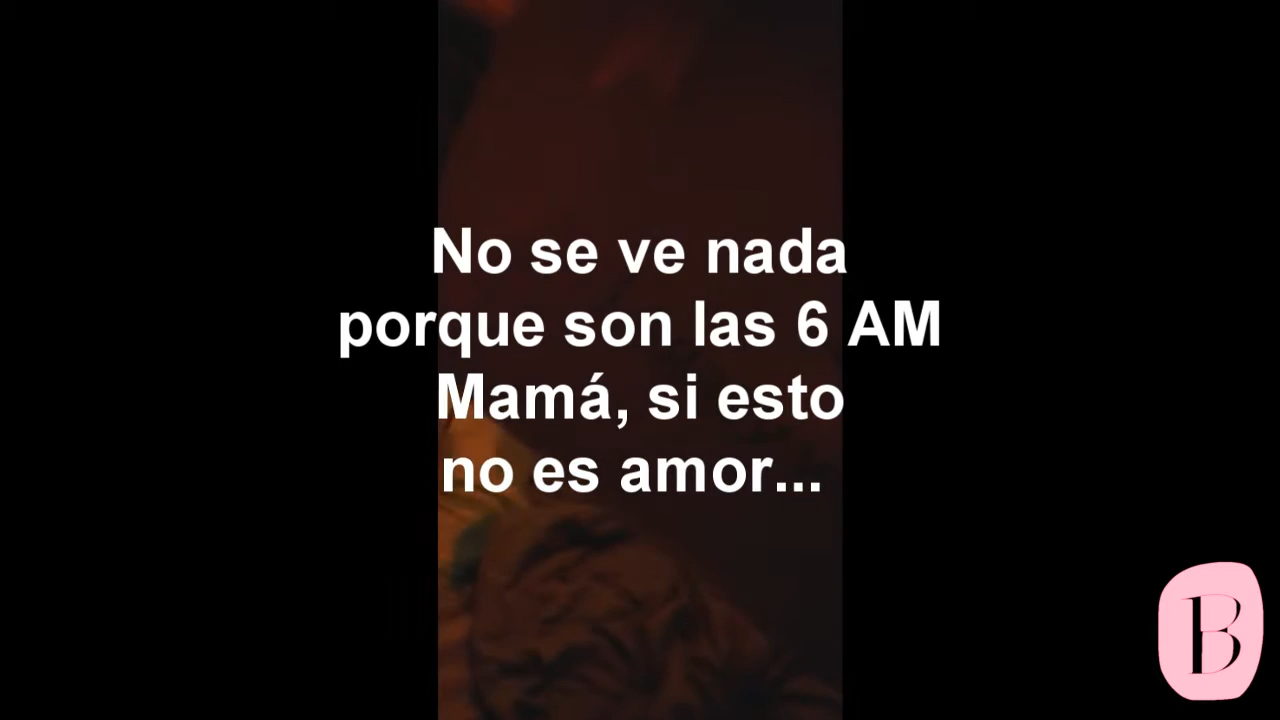 No se ve nada
porque son las 6 AM
Mamá, si esto
no es amor...
B